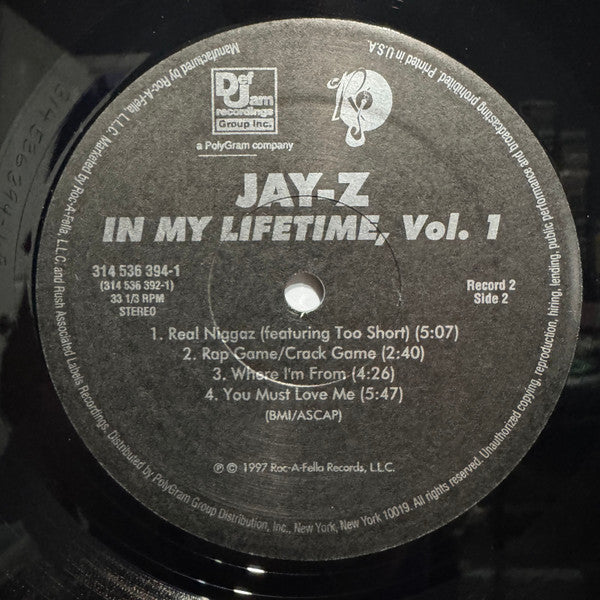 Manufactured by Roc-A-Fella, L.L.C. Marketed by Roc-A-Fella, L.L.C. and Rush Associated Labels Recordings. Distributed by PolyGram Group Distribution, Inc., New York, New York 10019. All rights reserved. Unauthorized copying, reproduction, hiring, lending, public performance and broadcasting prohibited. Printed in U.S.A.
Def
Jam
recordings
Group Inc.
a PolyGram company
JAY-Z
IN MY LIFETIME, Vol. 1
314 536 394-1
(314 536 392-1)
33 1/3 RPM
STEREO
Record 2
Side 2
1. Real Niggaz (featuring Too Short) (5:07)
2. Rap Game/Crack Game (2:40)
3. Where I'm From (4:26)
4. You Must Love Me (5:47)
(BMI/ASCAP)
℗ © 1997 Roc-A-Fella Records, L.L.C.